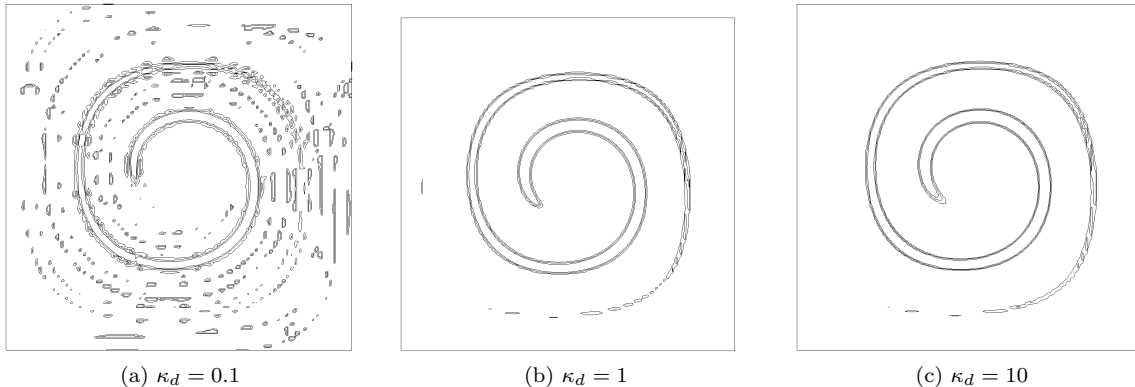 (a) κ_d = 0.1
(b) κ_d = 1
(c) κ_d = 10